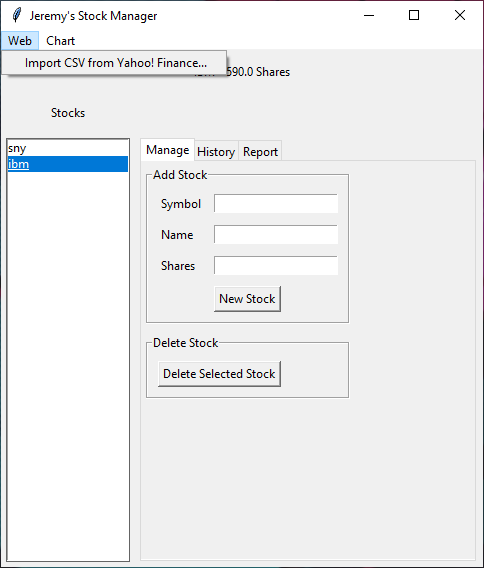 Jeremy's Stock Manager
Web Chart
Import CSV from Yahoo! Finance...
590.0 Shares
Stocks
sny
ibm
Manage History Report
Add Stock
Symbol
Name
Shares
New Stock
Delete Stock
Delete Selected Stock